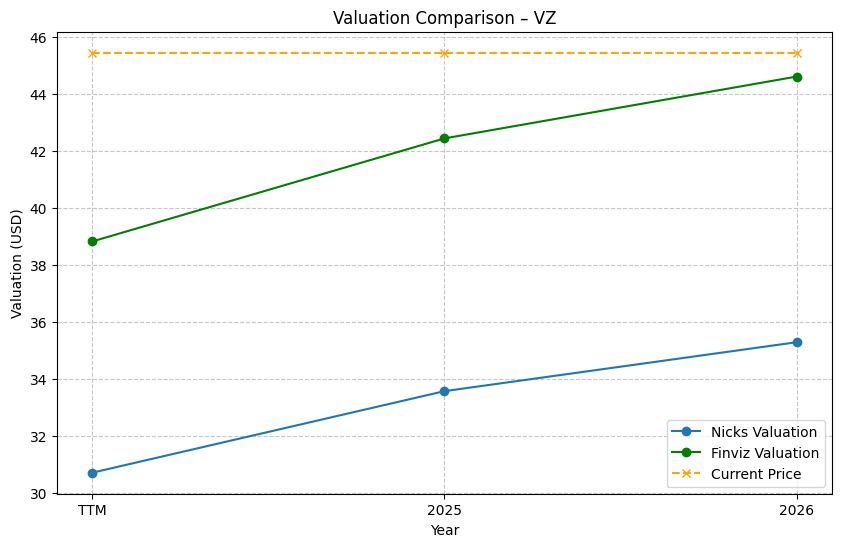 Valuation Comparison – VZ
46
44
42
40
38
36
34
32
30
Valuation (USD)
TTM
2025
2026
Year
Nicks Valuation
Finviz Valuation
Current Price